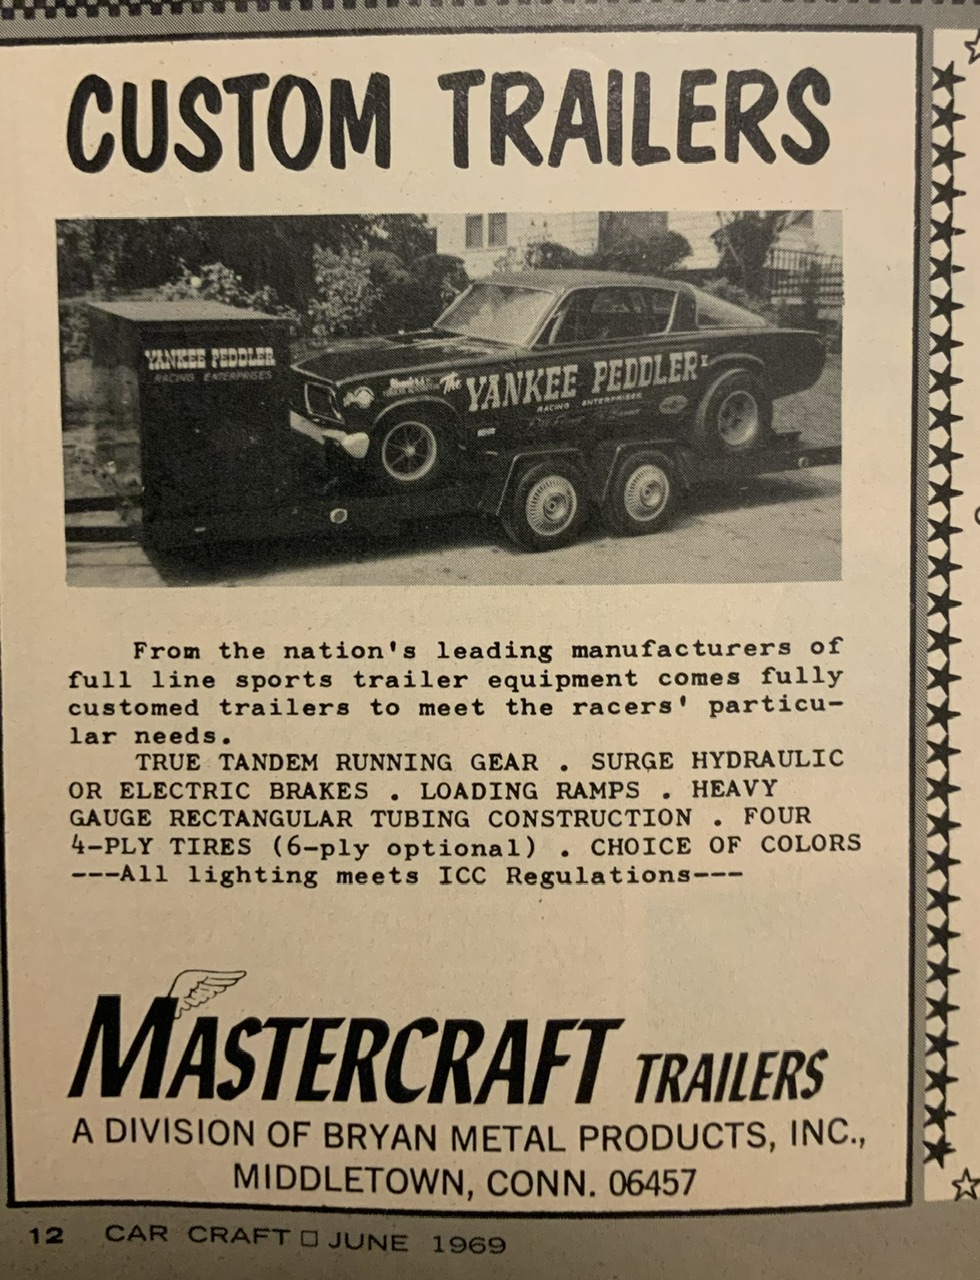 CUSTOM TRAILERS
YANKEE PEDDLER
RACING ENTERPRISES
The YANKEE PEDDLER
RACING ENTERPRISES
From the nation's leading manufacturers of
full line sports trailer equipment comes fully
customed trailers to meet the racers' particu-
lar needs.
TRUE TANDEM RUNNING GEAR . SURGE HYDRAULIC
OR ELECTRIC BRAKES . LOADING RAMPS . HEAVY
GAUGE RECTANGULAR TUBING CONSTRUCTION . FOUR
4-PLY TIRES (6-ply optional) . CHOICE OF COLORS
---All lighting meets ICC Regulations---
MASTERCRAFT TRAILERS
A DIVISION OF BRYAN METAL PRODUCTS, INC.,
MIDDLETOWN, CONN. 06457
12 CAR CRAFT □ JUNE 1969